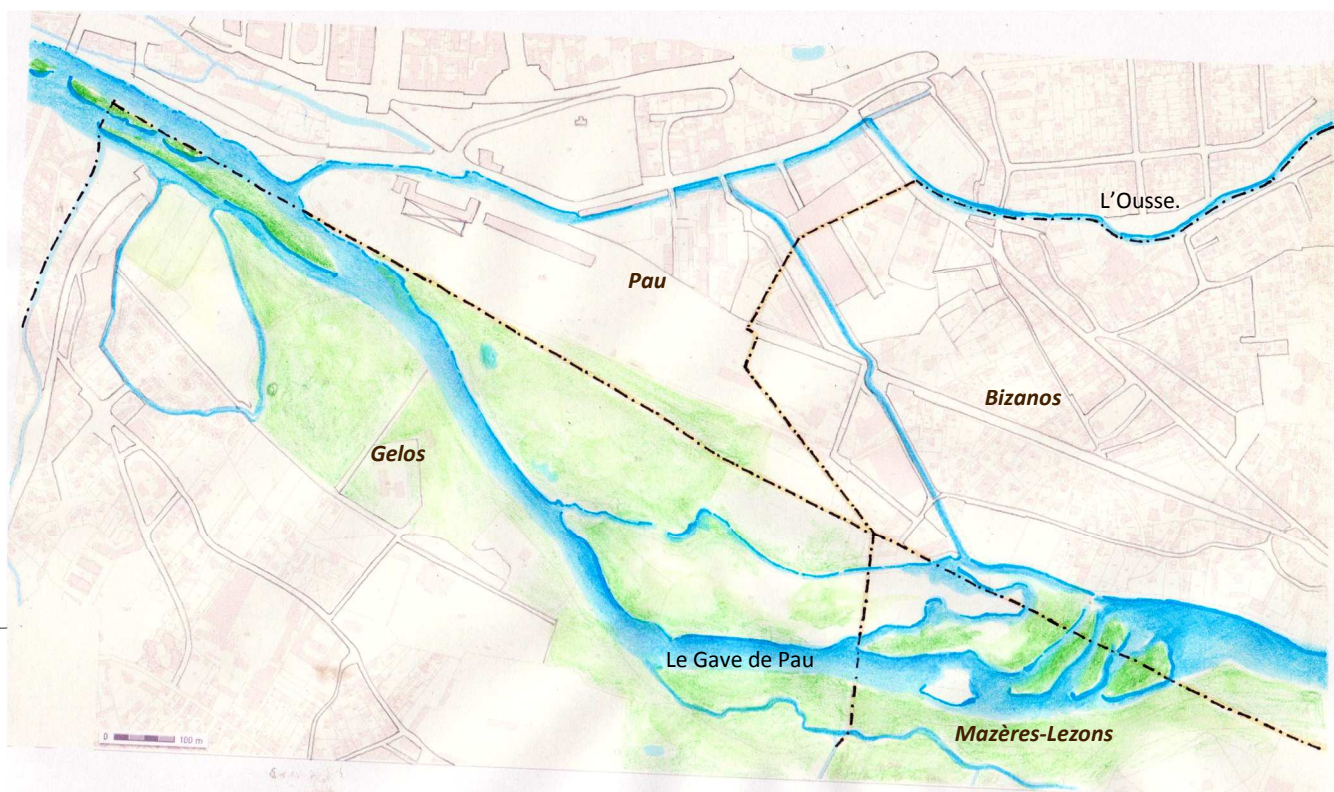 L'Ousse.
Pau
Bizanos
Gelos
Le Gave de Pau
Mazères-Lezons
0 100 m